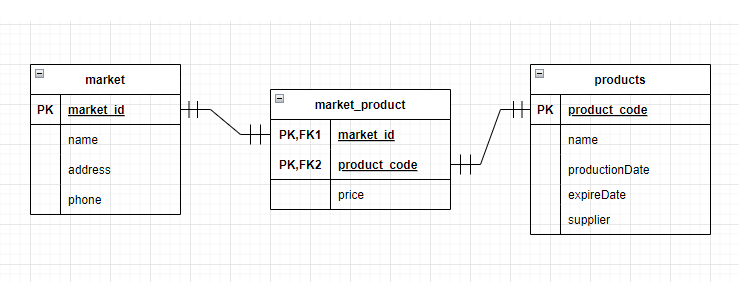 market
PK market_id
name
address
phone
market_product
PK,FK1 market_id
PK,FK2 product_code
price
products
PK product_code
name
productionDate
expireDate
supplier